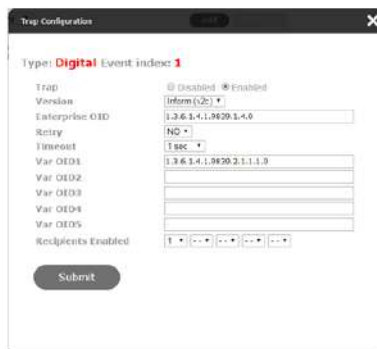 Trap Configuration
Type: Digital Event index: 1
Trap Disabled Enabled
Version Inform (v2c)
Enterprise OID 1.3.6.1.4.1.9839.1.4.0
Retry NO
Timeout 1 sec
Var OID1 1.3.6.1.4.1.9839.2.1.1.1.0
Var OID2
Var OID3
Var OID4
Var OID5
Recipients Enabled 1 -- -- -- --
Submit